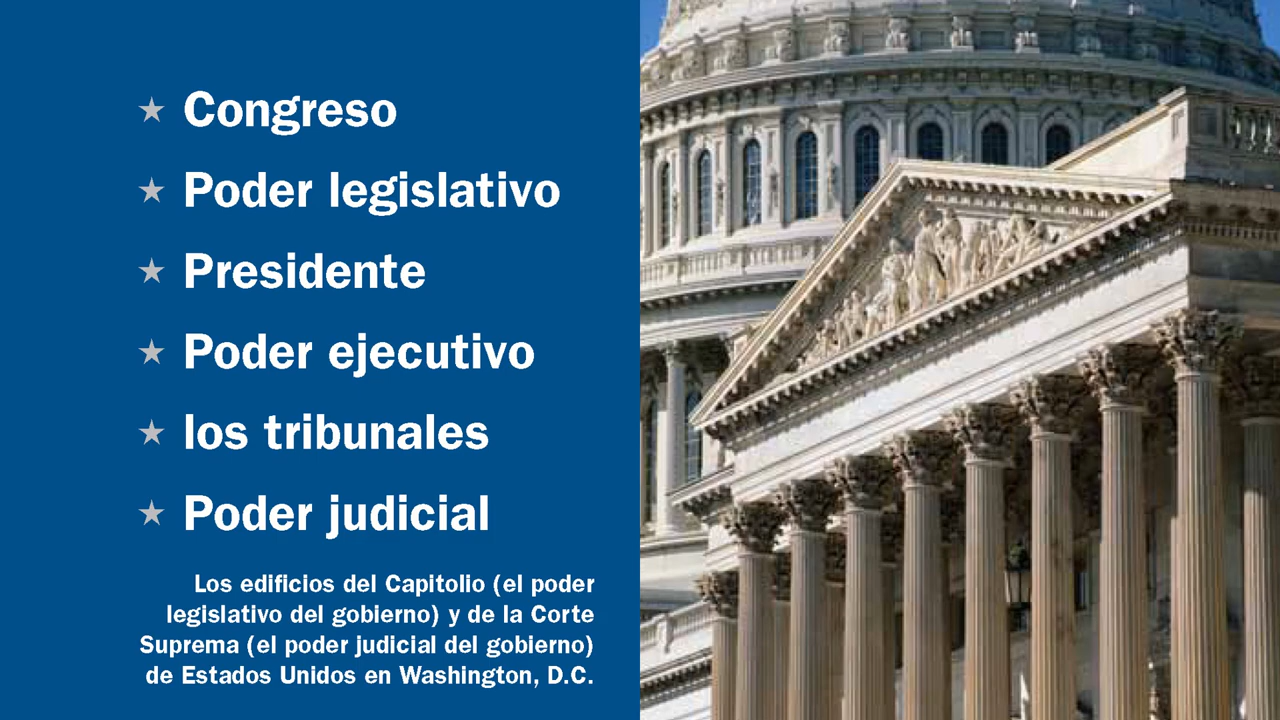 ★ Congreso
★ Poder legislativo
★ Presidente
★ Poder ejecutivo
★ los tribunales
★ Poder judicial
Los edificios del Capitolio (el poder
legislativo del gobierno) y de la Corte
Suprema (el poder judicial del gobierno)
de Estados Unidos en Washington, D.C.